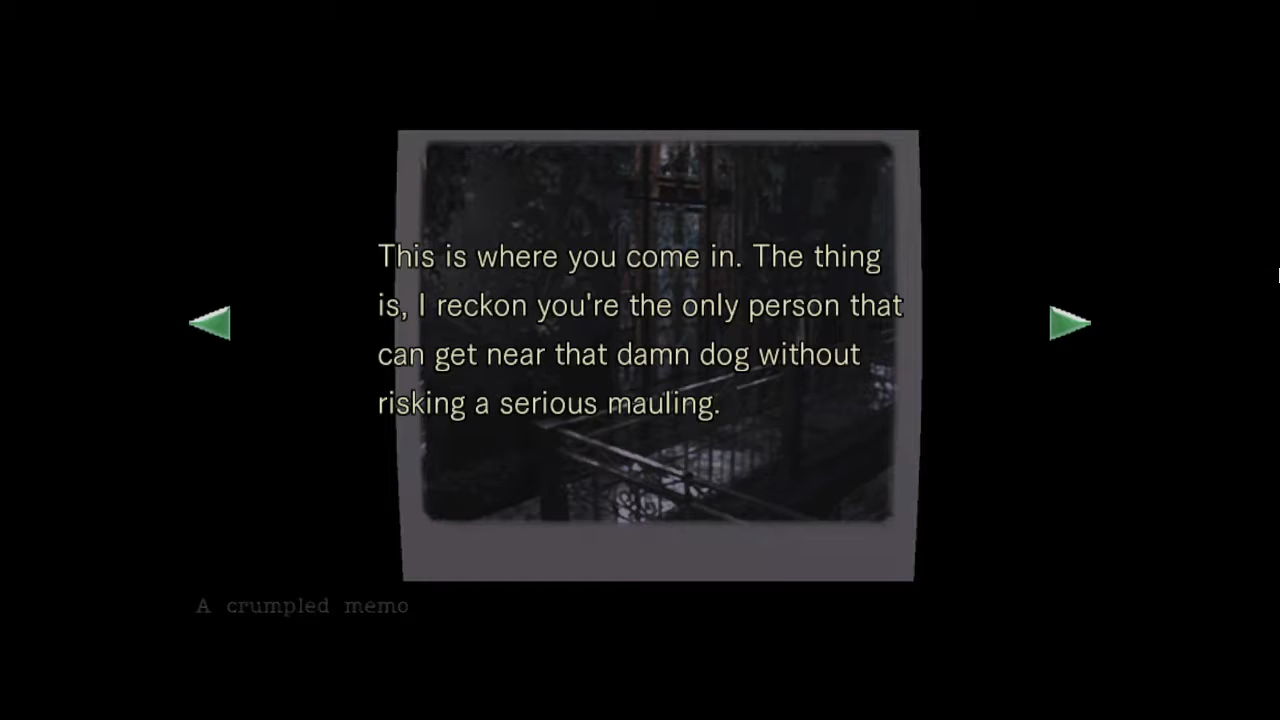 This is where you come in. The thing
is, I reckon you're the only person that
can get near that damn dog without
risking a serious mauling.
A crumpled memo